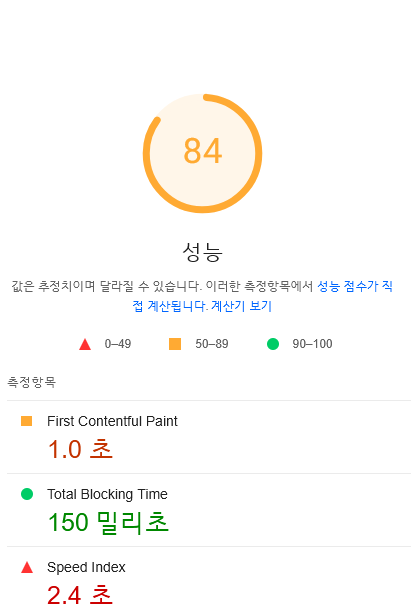 84
성능
값은 추정치이며 달라질 수 있습니다. 이러한 측정항목에서 성능 점수가 직
접 계산됩니다. 계산기 보기
0–49 50–89 90–100
측정항목
First Contentful Paint
1.0 초
Total Blocking Time
150 밀리초
Speed Index
2.4 초